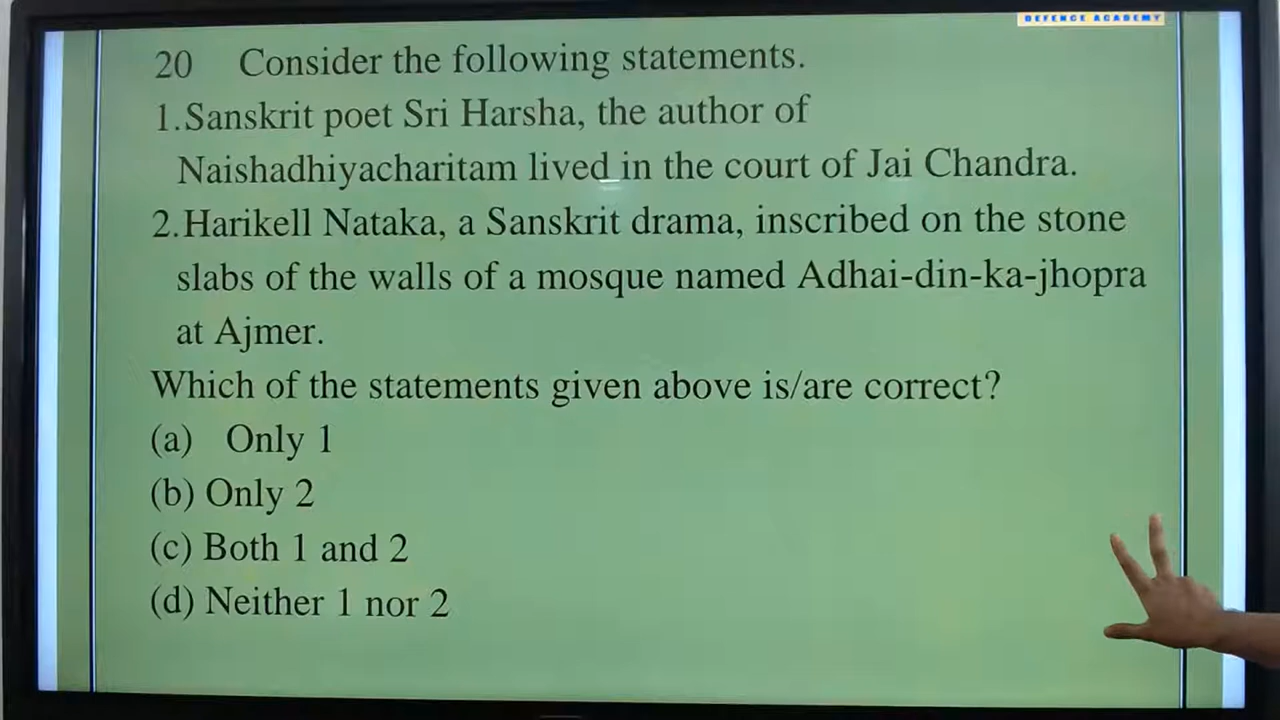 DEFENCE ACADEMY
20 Consider the following statements.
1.Sanskrit poet Sri Harsha, the author of
Naishadhiyacharitam lived in the court of Jai Chandra.
2.Harikell Nataka, a Sanskrit drama, inscribed on the stone
slabs of the walls of a mosque named Adhai-din-ka-jhopra
at Ajmer.
Which of the statements given above is/are correct?
(a) Only 1
(b) Only 2
(c) Both 1 and 2
(d) Neither 1 nor 2